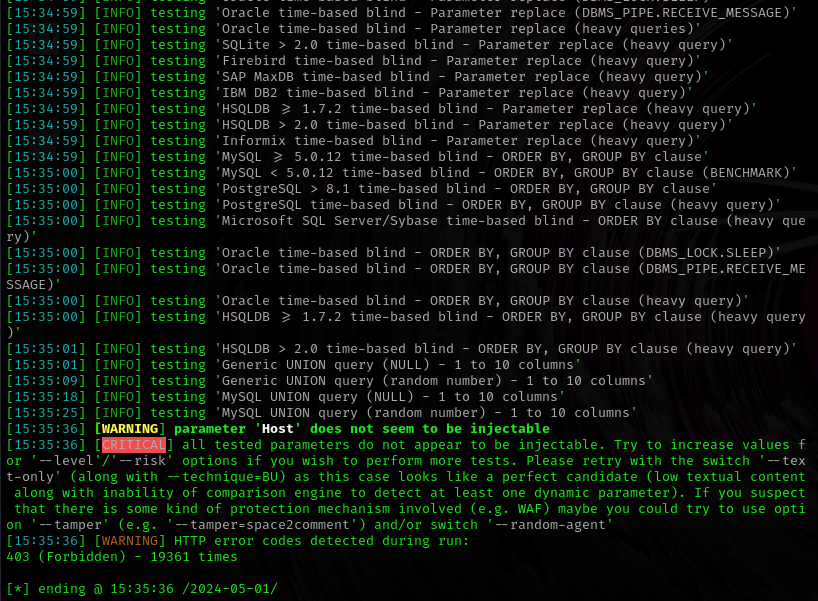 [15:34:59] [INFO] testing 'Oracle time-based blind - Parameter replace (DBMS_PIPE.RECEIVE_MESSAGE)'
[15:34:59] [INFO] testing 'Oracle time-based blind - Parameter replace (heavy queries)'
[15:34:59] [INFO] testing 'SQLite > 2.0 time-based blind - Parameter replace (heavy query)'
[15:34:59] [INFO] testing 'Firebird time-based blind - Parameter replace (heavy query)'
[15:34:59] [INFO] testing 'SAP MaxDB time-based blind - Parameter replace (heavy query)'
[15:34:59] [INFO] testing 'IBM DB2 time-based blind - Parameter replace (heavy query)'
[15:34:59] [INFO] testing 'HSQLDB >= 1.7.2 time-based blind - Parameter replace (heavy query)'
[15:34:59] [INFO] testing 'HSQLDB > 2.0 time-based blind - Parameter replace (heavy query)'
[15:34:59] [INFO] testing 'Informix time-based blind - Parameter replace (heavy query)'
[15:34:59] [INFO] testing 'MySQL >= 5.0.12 time-based blind - ORDER BY, GROUP BY clause'
[15:35:00] [INFO] testing 'MySQL < 5.0.12 time-based blind - ORDER BY, GROUP BY clause (BENCHMARK)'
[15:35:00] [INFO] testing 'PostgreSQL > 8.1 time-based blind - ORDER BY, GROUP BY clause'
[15:35:00] [INFO] testing 'PostgreSQL time-based blind - ORDER BY, GROUP BY clause (heavy query)'
[15:35:00] [INFO] testing 'Microsoft SQL Server/Sybase time-based blind - ORDER BY clause (heavy que
ry)'
[15:35:00] [INFO] testing 'Oracle time-based blind - ORDER BY, GROUP BY clause (DBMS_LOCK.SLEEP)'
[15:35:00] [INFO] testing 'Oracle time-based blind - ORDER BY, GROUP BY clause (DBMS_PIPE.RECEIVE_ME
SSAGE)'
[15:35:00] [INFO] testing 'Oracle time-based blind - ORDER BY, GROUP BY clause (heavy query)'
[15:35:00] [INFO] testing 'HSQLDB >= 1.7.2 time-based blind - ORDER BY, GROUP BY clause (heavy query
)'
[15:35:01] [INFO] testing 'HSQLDB > 2.0 time-based blind - ORDER BY, GROUP BY clause (heavy query)'
[15:35:01] [INFO] testing 'Generic UNION query (NULL) - 1 to 10 columns'
[15:35:09] [INFO] testing 'Generic UNION query (random number) - 1 to 10 columns'
[15:35:18] [INFO] testing 'MySQL UNION query (NULL) - 1 to 10 columns'
[15:35:25] [INFO] testing 'MySQL UNION query (random number) - 1 to 10 columns'
[15:35:36] [WARNING] parameter 'Host' does not seem to be injectable
[15:35:36] [CRITICAL] all tested parameters do not appear to be injectable. Try to increase values f
or '--level'/'--risk' options if you wish to perform more tests. Please retry with the switch '--tex
t-only' (along with --technique=BU) as this case looks like a perfect candidate (low textual content
 along with inability of comparison engine to detect at least one dynamic parameter). If you suspect
 that there is some kind of protection mechanism involved (e.g. WAF) maybe you could try to use opti
on '--tamper' (e.g. '--tamper=space2comment') and/or switch '--random-agent'
[15:35:36] [WARNING] HTTP error codes detected during run:
403 (Forbidden) - 19361 times
[*] ending @ 15:35:36 /2024-05-01/